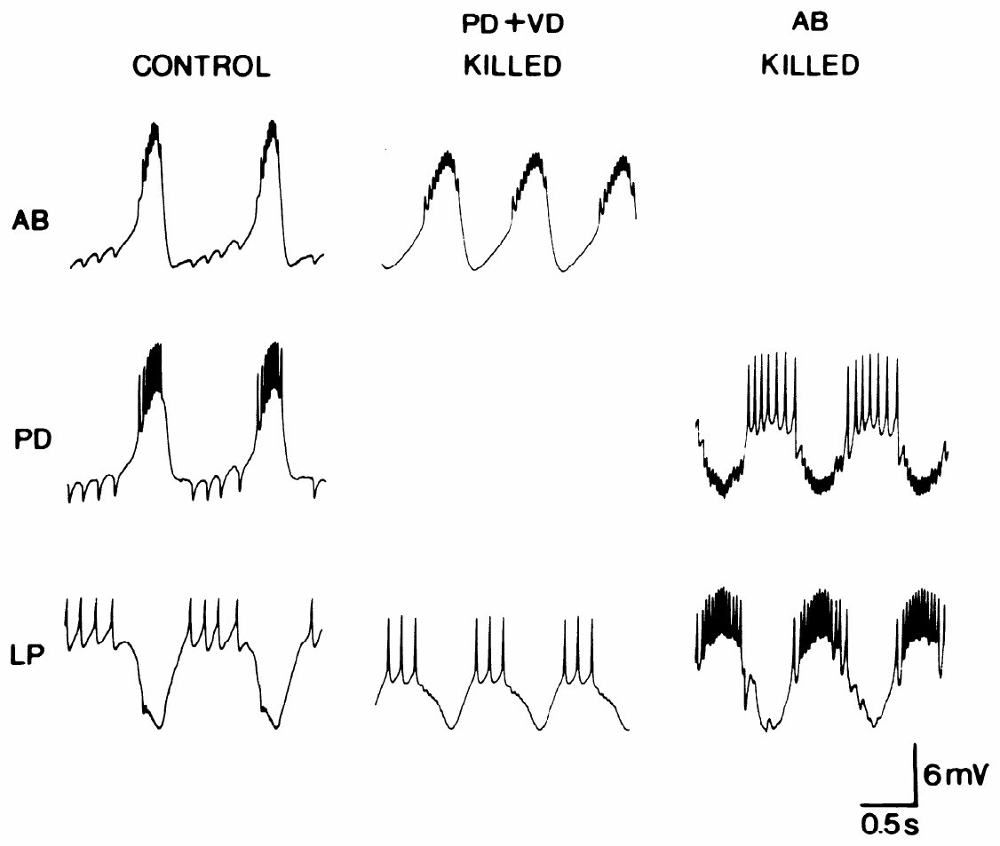 PD+VD
AB
CONTROL
KILLED
KILLED
AB
PD
LP
6mV
0.5s